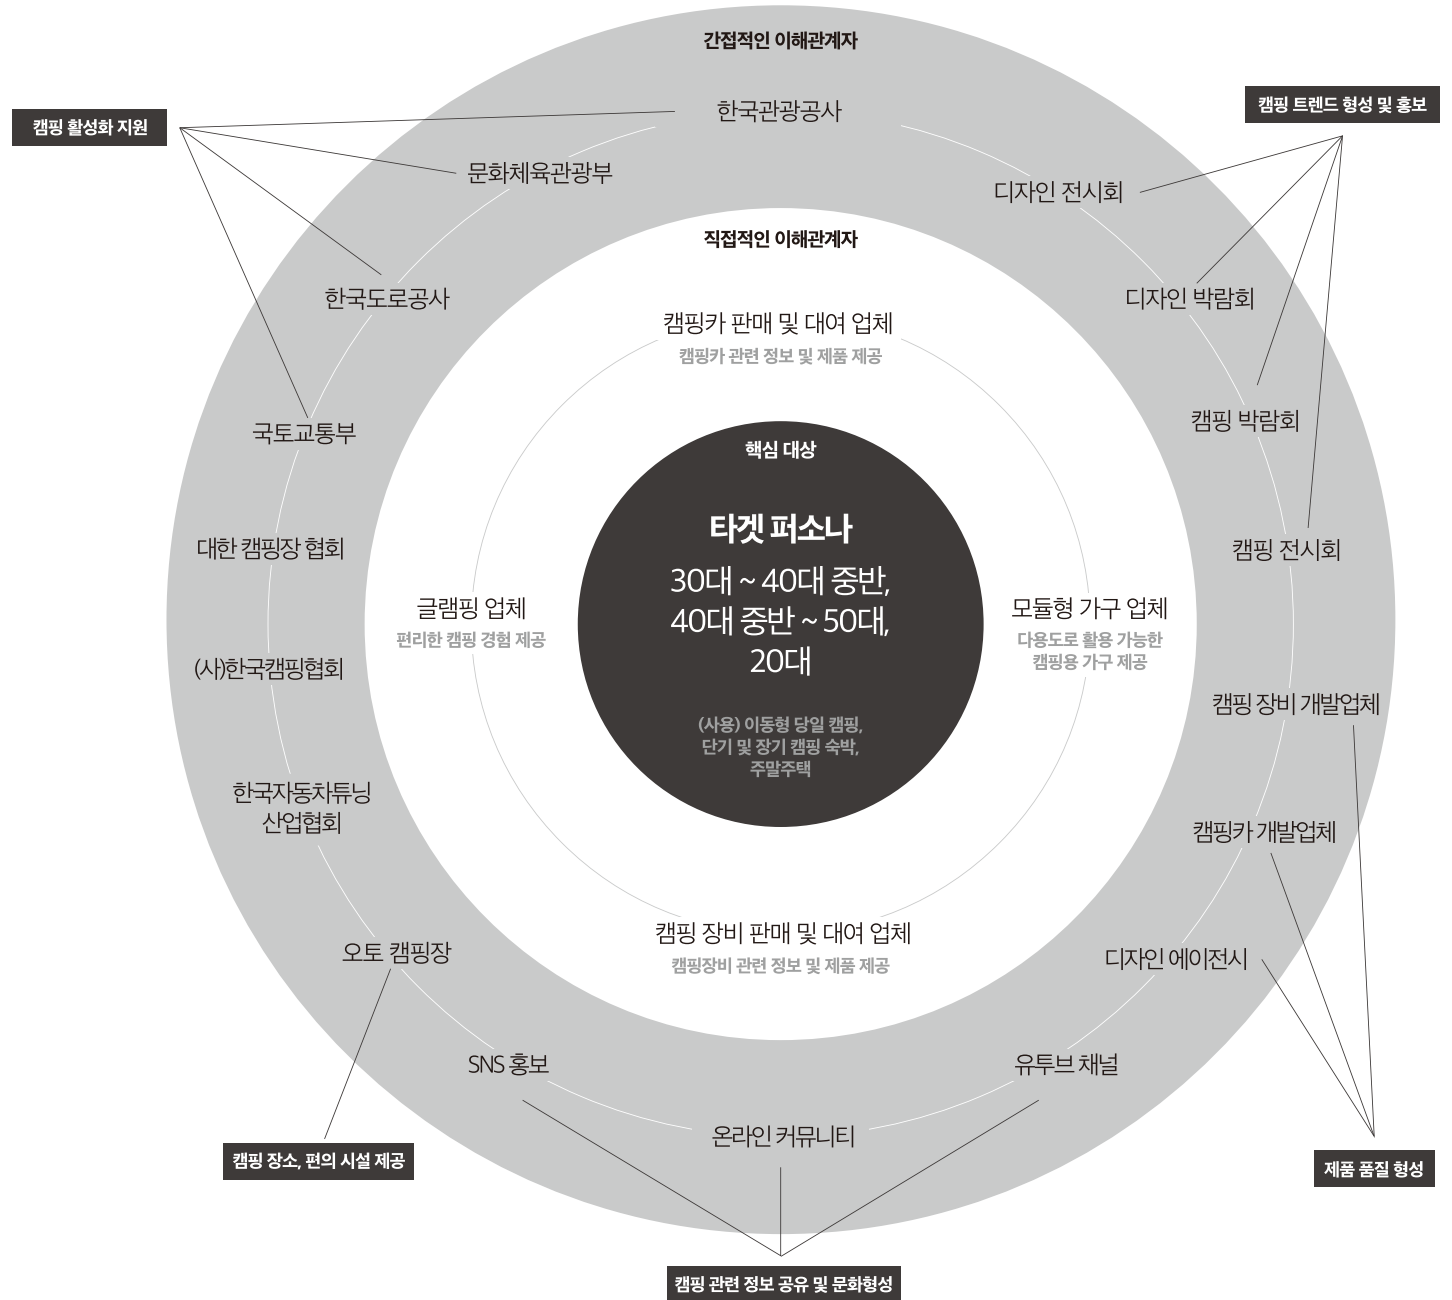 간접적인 이해관계자
한국관광공사
캠핑 활성화 지원
캠핑 트렌드 형성 및 홍보
문화체육관광부
디자인 전시회
직접적인 이해관계자
한국도로공사
디자인 박람회
캠핑카 판매 및 대여 업체
캠핑카 관련 정보 및 제품 제공
국토교통부
캠핑 박람회
핵심 대상
타겟 퍼소나
30대 ~ 40대 중반,
40대 중반 ~ 50대,
20대
(사용) 이동형 당일 캠핑,
단기 및 장기 캠핑 숙박,
주말주택
대한 캠핑장 협회
캠핑 전시회
글램핑 업체
편리한 캠핑 경험 제공
모듈형 가구 업체
다용도로 활용 가능한
캠핑용 가구 제공
(사)한국캠핑협회
캠핑 장비 개발업체
한국자동차튜닝
산업협회
캠핑카 개발업체
캠핑 장비 판매 및 대여 업체
캠핑장비 관련 정보 및 제품 제공
오토 캠핑장
디자인 에이전시
SNS 홍보
유투브 채널
온라인 커뮤니티
캠핑 장소, 편의 시설 제공
제품 품질 형성
캠핑 관련 정보 공유 및 문화형성